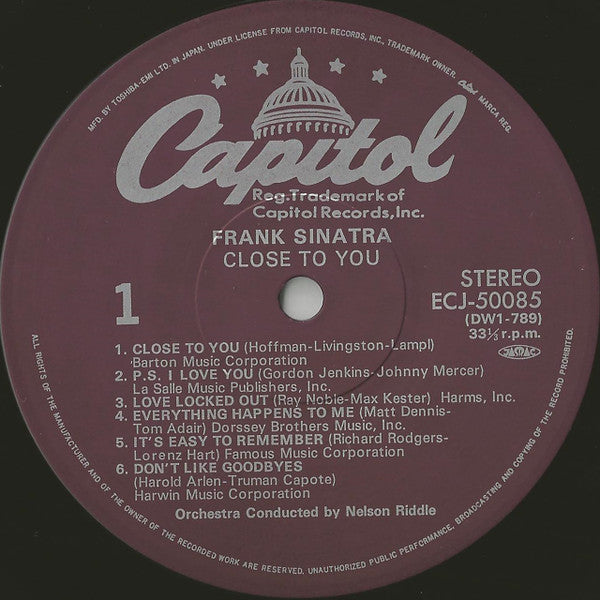 MFD. BY TOSHIBA-EMI LTD. IN JAPAN. UNDER LICENSE FROM CAPITOL RECORDS, INC., TRADEMARK OWNER. Capitol MARCA REG.
Capitol
Reg. Trademark of
Capitol Records, Inc.
FRANK SINATRA
CLOSE TO YOU
1
STEREO
ECJ-50085
(DW1-789)
33⅓ r.p.m.
JASRAC
1. CLOSE TO YOU (Hoffman-Livingston-Lampl)
Barton Music Corporation
2. P.S. I LOVE YOU (Gordon Jenkins-Johnny Mercer)
La Salle Music Publishers, Inc.
3. LOVE LOCKED OUT (Ray Noble-Max Kester) Harms, Inc.
4. EVERYTHING HAPPENS TO ME (Matt Dennis-
Tom Adair) Dorssey Brothers Music, Inc.
5. IT'S EASY TO REMEMBER (Richard Rodgers-
Lorenz Hart) Famous Music Corporation
6. DON'T LIKE GOODBYES
(Harold Arlen-Truman Capote)
Harwin Music Corporation
Orchestra Conducted by Nelson Riddle
ALL RIGHTS OF THE MANUFACTURER AND OF THE OWNER OF THE RECORDED WORK ARE RESERVED. UNAUTHORIZED PUBLIC PERFORMANCE, BROADCASTING AND COPYING OF THE RECORD PROHIBITED.